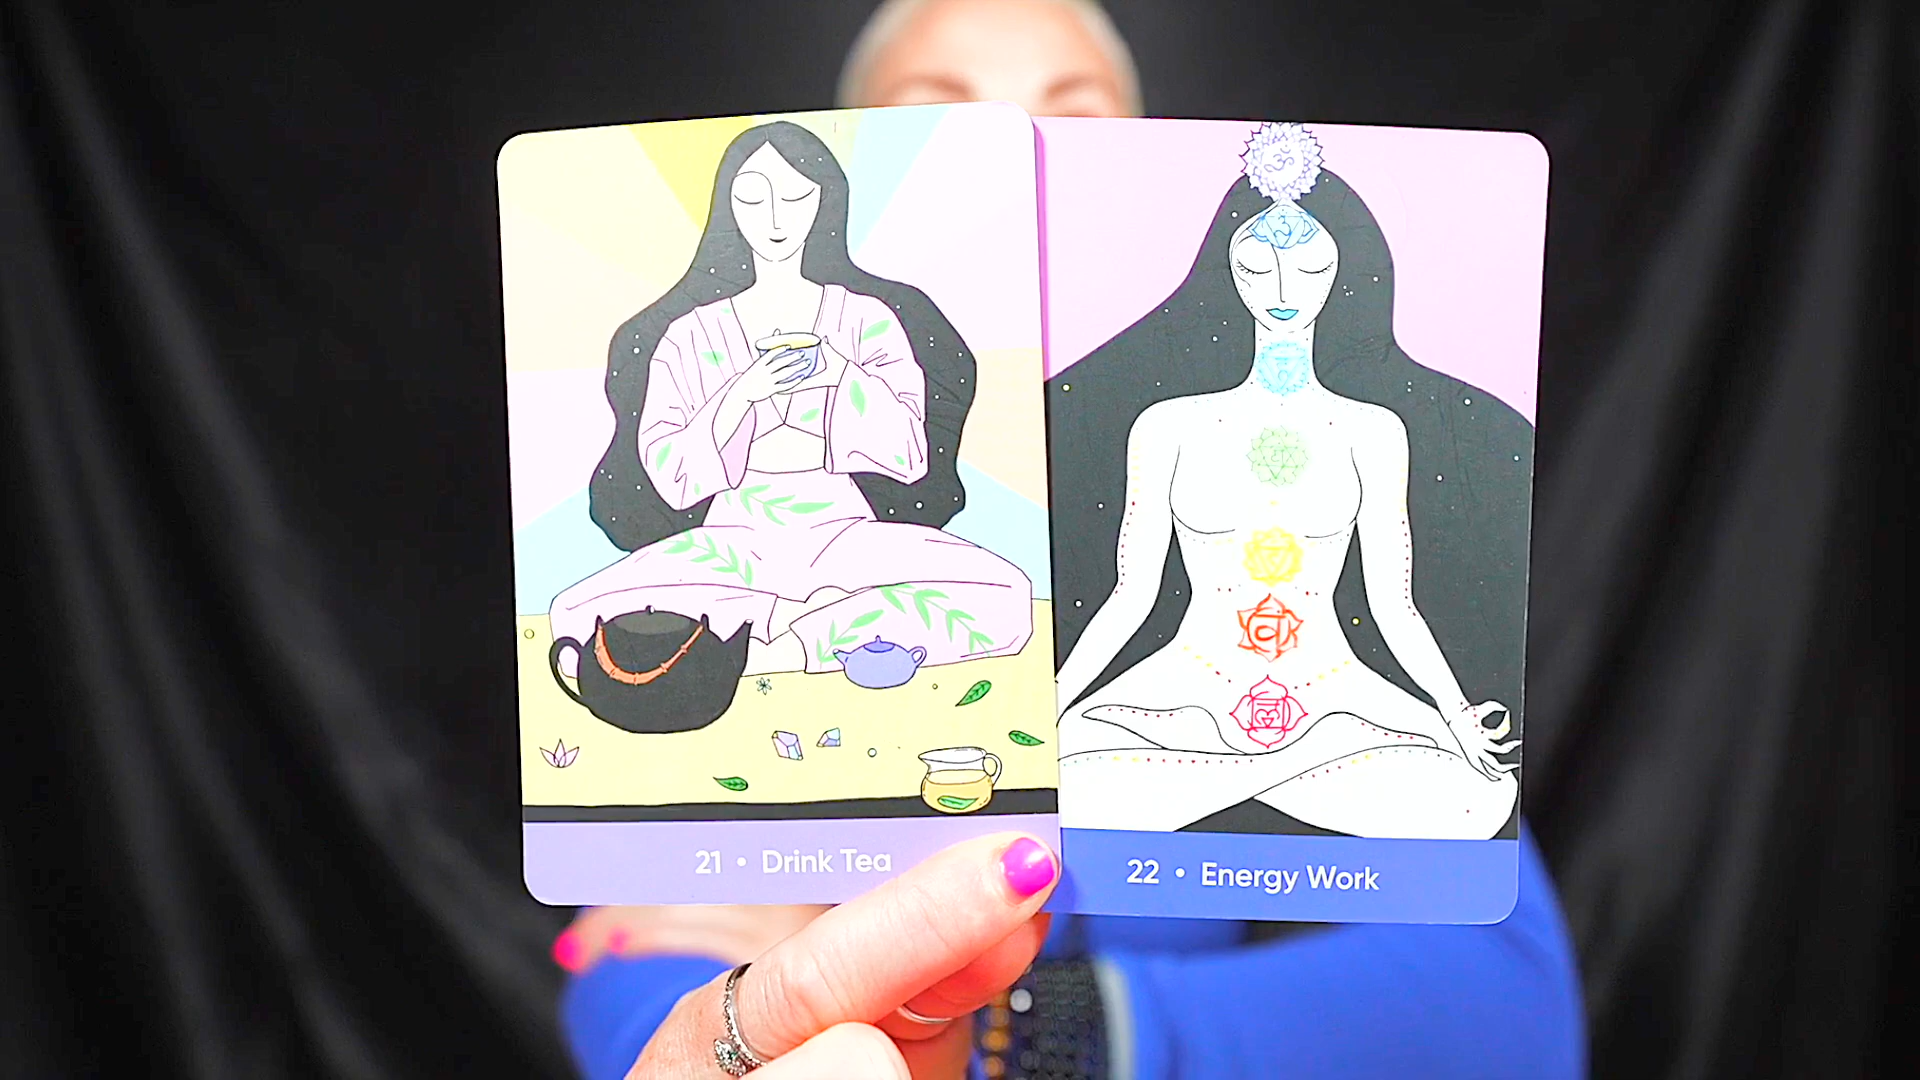 21 • Drink Tea
22 • Energy Work
ॐ